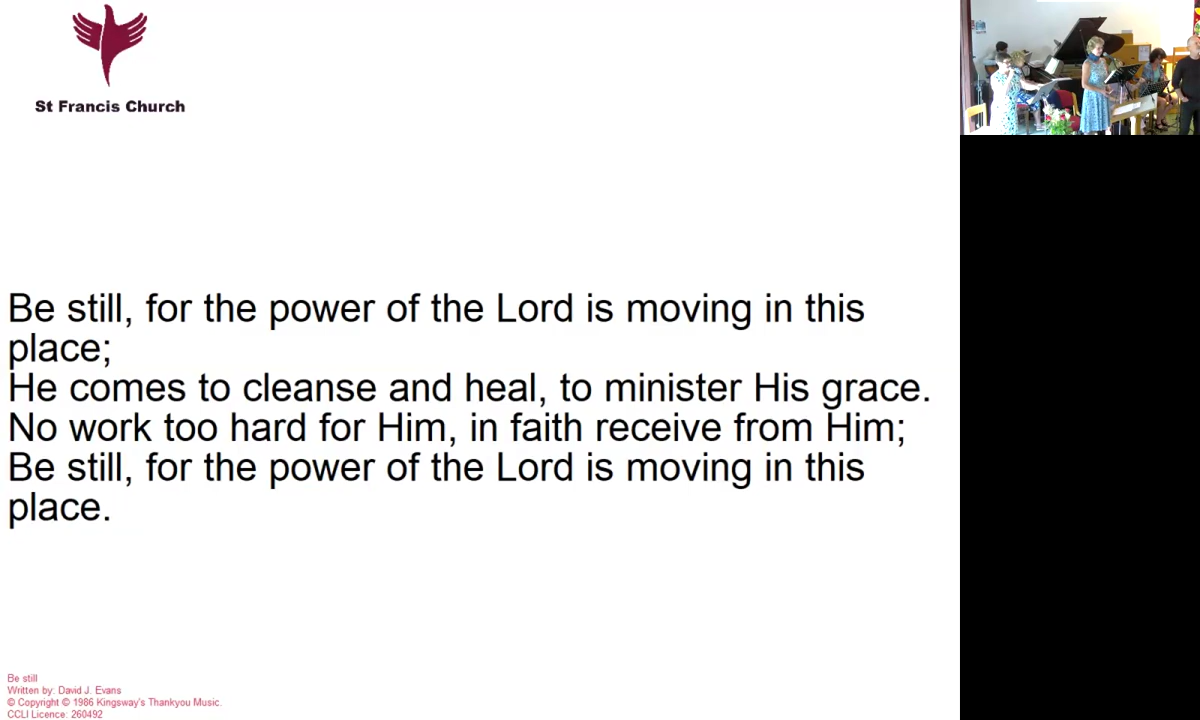 St Francis Church
Be still, for the power of the Lord is moving in this
place;
He comes to cleanse and heal, to minister His grace.
No work too hard for Him, in faith receive from Him;
Be still, for the power of the Lord is moving in this
place.
Be still
Written by: David J. Evans
© Copyright © 1986 Kingsway's Thankyou Music.
CCLI Licence: 260492